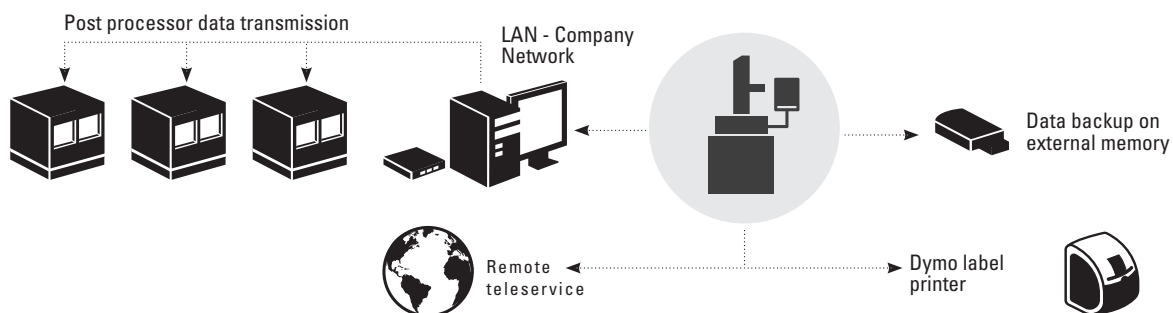 Post processor data transmission
LAN - Company
Network
Data backup on
external memory
Remote
teleservice
Dymo label
printer